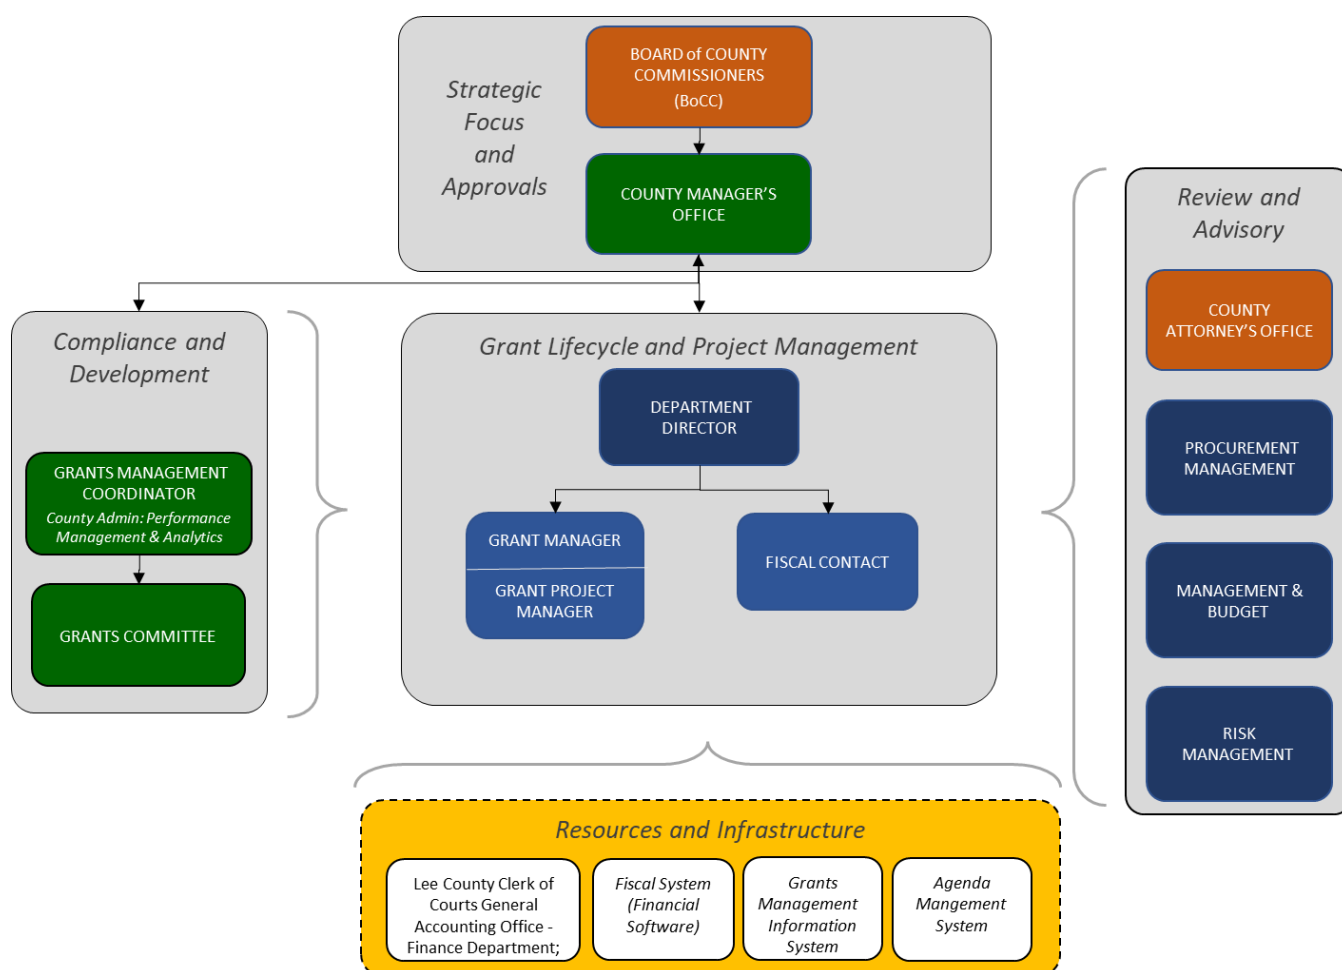 Strategic
Focus
and
Approvals
BOARD of COUNTY
COMMISSIONERS
(BoCC)
COUNTY MANAGER'S
OFFICE
Compliance and
Development
GRANTS MANAGEMENT
COORDINATOR
County Admin: Performance
Management & Analytics
GRANTS COMMITTEE
Grant Lifecycle and Project Management
DEPARTMENT
DIRECTOR
GRANT MANAGER
GRANT PROJECT
MANAGER
FISCAL CONTACT
Review and
Advisory
COUNTY
ATTORNEY'S OFFICE
PROCUREMENT
MANAGEMENT
MANAGEMENT &
BUDGET
RISK
MANAGEMENT
Resources and Infrastructure
Lee County Clerk of
Courts General
Accounting Office -
Finance Department;
Fiscal System
(Financial
Software)
Grants
Management
Information
System
Agenda
Mangement
System